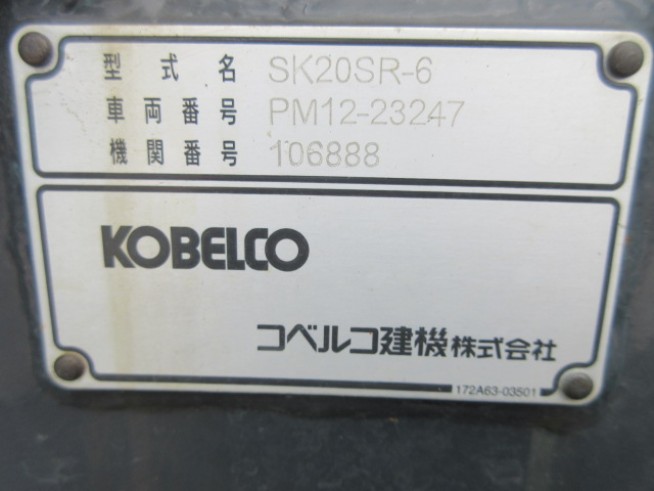 型式名 SK20SR-6
車両番号 PM12-23247
機関番号 106888
KOBELCO
コベルコ建機株式会社
172A63-03501